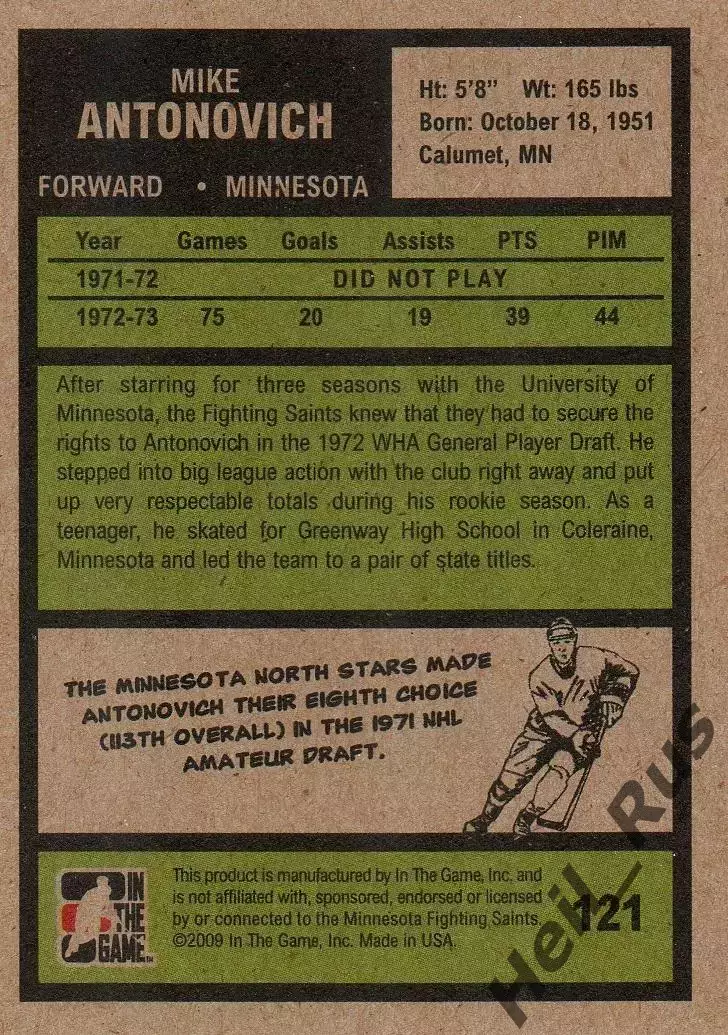 MIKE
ANTONOVICH
FORWARD • MINNESOTA
Ht: 5'8" Wt: 165 lbs
Born: October 18, 1951
Calumet, MN
Year Games Goals Assists PTS PIM
1971-72 DID NOT PLAY
1972-73 75 20 19 39 44
After starring for three seasons with the University of
Minnesota, the Fighting Saints knew that they had to secure the
rights to Antonovich in the 1972 WHA General Player Draft. He
stepped into big league action with the club right away and put
up very respectable totals during his rookie season. As a
teenager, he skated for Greenway High School in Coleraine,
Minnesota and led the team to a pair of state titles.
THE MINNESOTA NORTH STARS MADE
ANTONOVICH THEIR EIGHTH CHOICE
(113TH OVERALL) IN THE 1971 NHL
AMATEUR DRAFT.
IN
THE
GAME™
This product is manufactured by In The Game, Inc. and
is not affiliated with, sponsored, endorsed or licensed
by or connected to the Minnesota Fighting Saints.
©2009 In The Game, Inc. Made in USA.
121
Heil_Rus